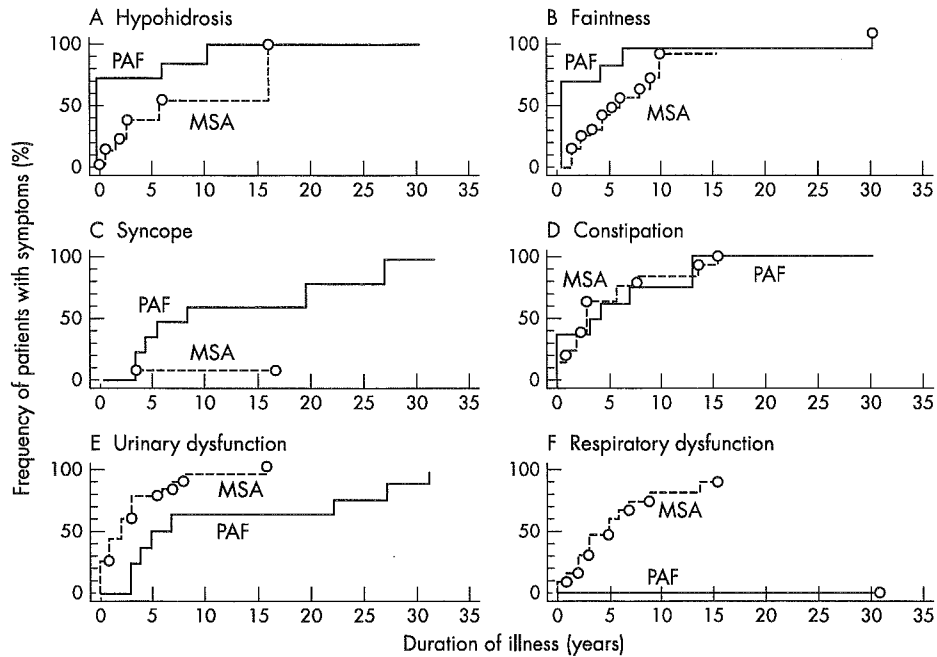 A Hypohidrosis
100
PAF
50
MSA
0
0 5 10 15 20 25 30 35
B Faintness
100
PAF
50
MSA
0
0 5 10 15 20 25 30 35
C Syncope
100
PAF
50
MSA
0
0 5 10 15 20 25 30 35
D Constipation
100
MSA
PAF
50
0
0 5 10 15 20 25 30 35
E Urinary dysfunction
100
MSA
50
PAF
0
0 5 10 15 20 25 30 35
F Respiratory dysfunction
100
MSA
50
PAF
0
0 5 10 15 20 25 30 35
Frequency of patients with symptoms (%)
Duration of illness (years)